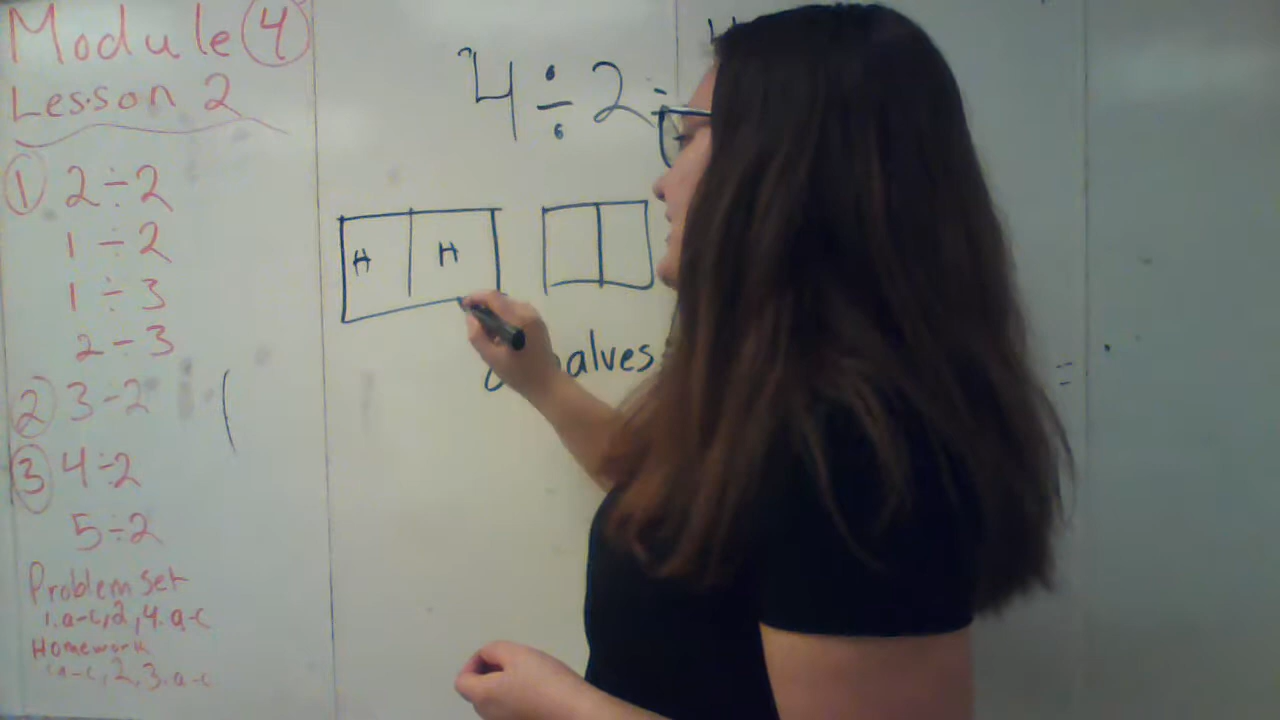 Module 4
Lesson 2
1 2÷2
1÷2
1÷3
2÷3
2 3÷2
3 4÷2
5÷2
Problem Set
1.a-c,2,4.a-c
Homework
1a-c,2,3.a-c
4÷2
H H
halves
=